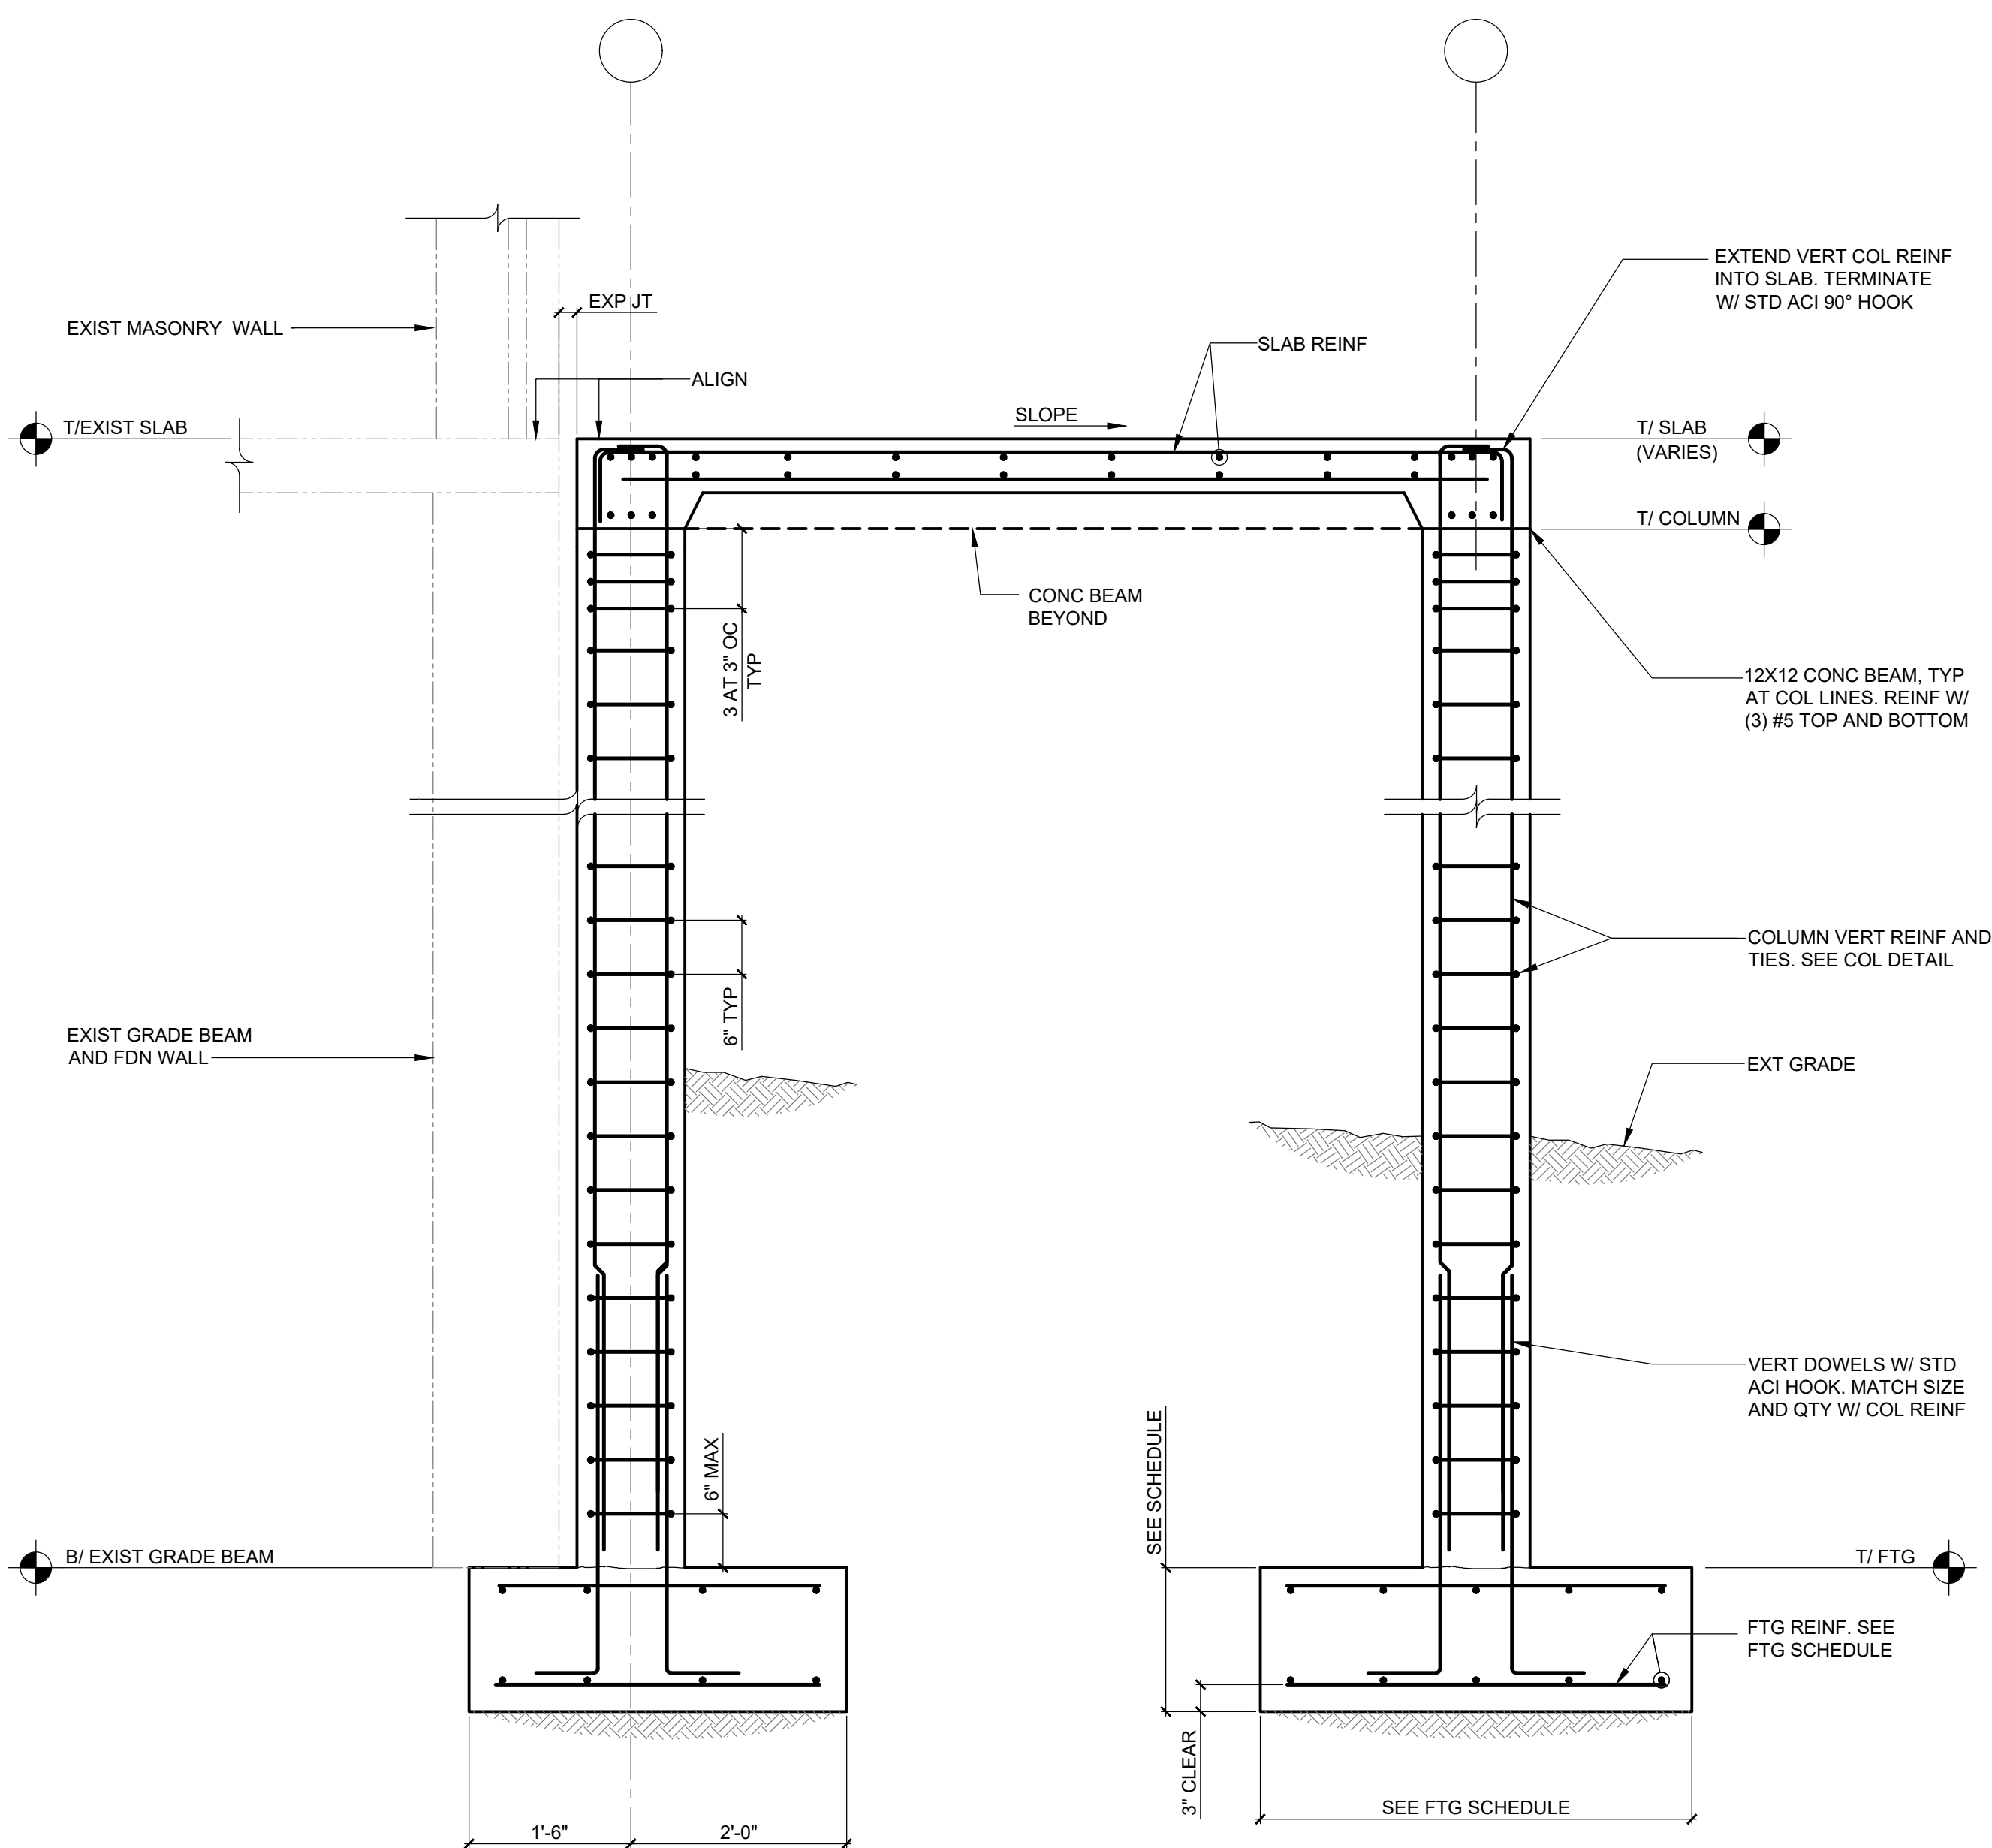 EXTEND VERT COL REINF
INTO SLAB. TERMINATE
W/ STD ACI 90° HOOK
EXP JT
EXIST MASONRY WALL
SLAB REINF
ALIGN
SLOPE
T/EXIST SLAB
T/ SLAB
(VARIES)
T/ COLUMN
CONC BEAM
BEYOND
3 AT 3" OC
TYP
12X12 CONC BEAM, TYP
AT COL LINES. REINF W/
(3) #5 TOP AND BOTTOM
COLUMN VERT REINF AND
TIES. SEE COL DETAIL
6" TYP
EXIST GRADE BEAM
AND FDN WALL
EXT GRADE
VERT DOWELS W/ STD
ACI HOOK. MATCH SIZE
AND QTY W/ COL REINF
6" MAX
SEE SCHEDULE
B/ EXIST GRADE BEAM
T/ FTG
FTG REINF. SEE
FTG SCHEDULE
3" CLEAR
SEE FTG SCHEDULE
1'-6"
2'-0"